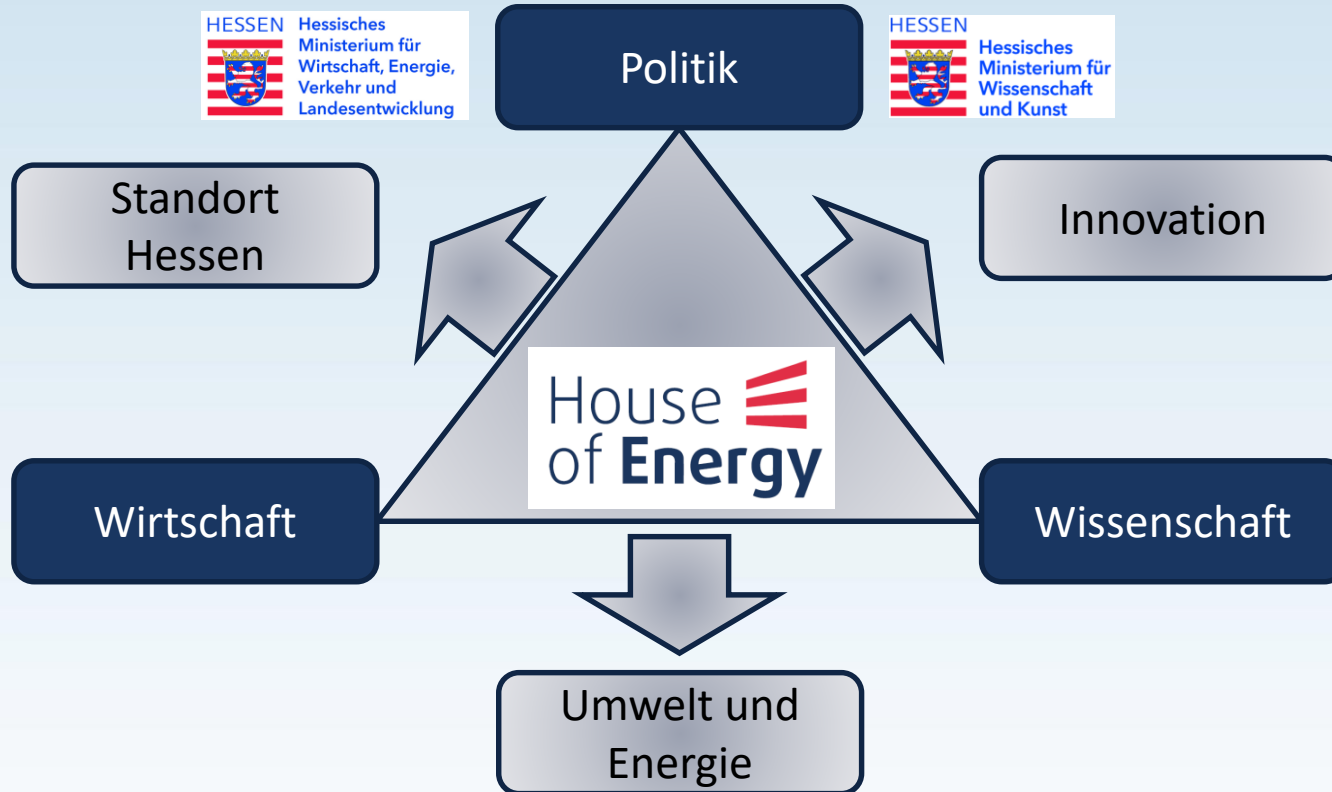 HESSEN
Hessisches
Ministerium für
Wirtschaft, Energie,
Verkehr und
Landesentwicklung
Politik
HESSEN
Hessisches
Ministerium für
Wissenschaft
und Kunst
Standort
Hessen
Innovation
House
of Energy
Wirtschaft
Wissenschaft
Umwelt und
Energie